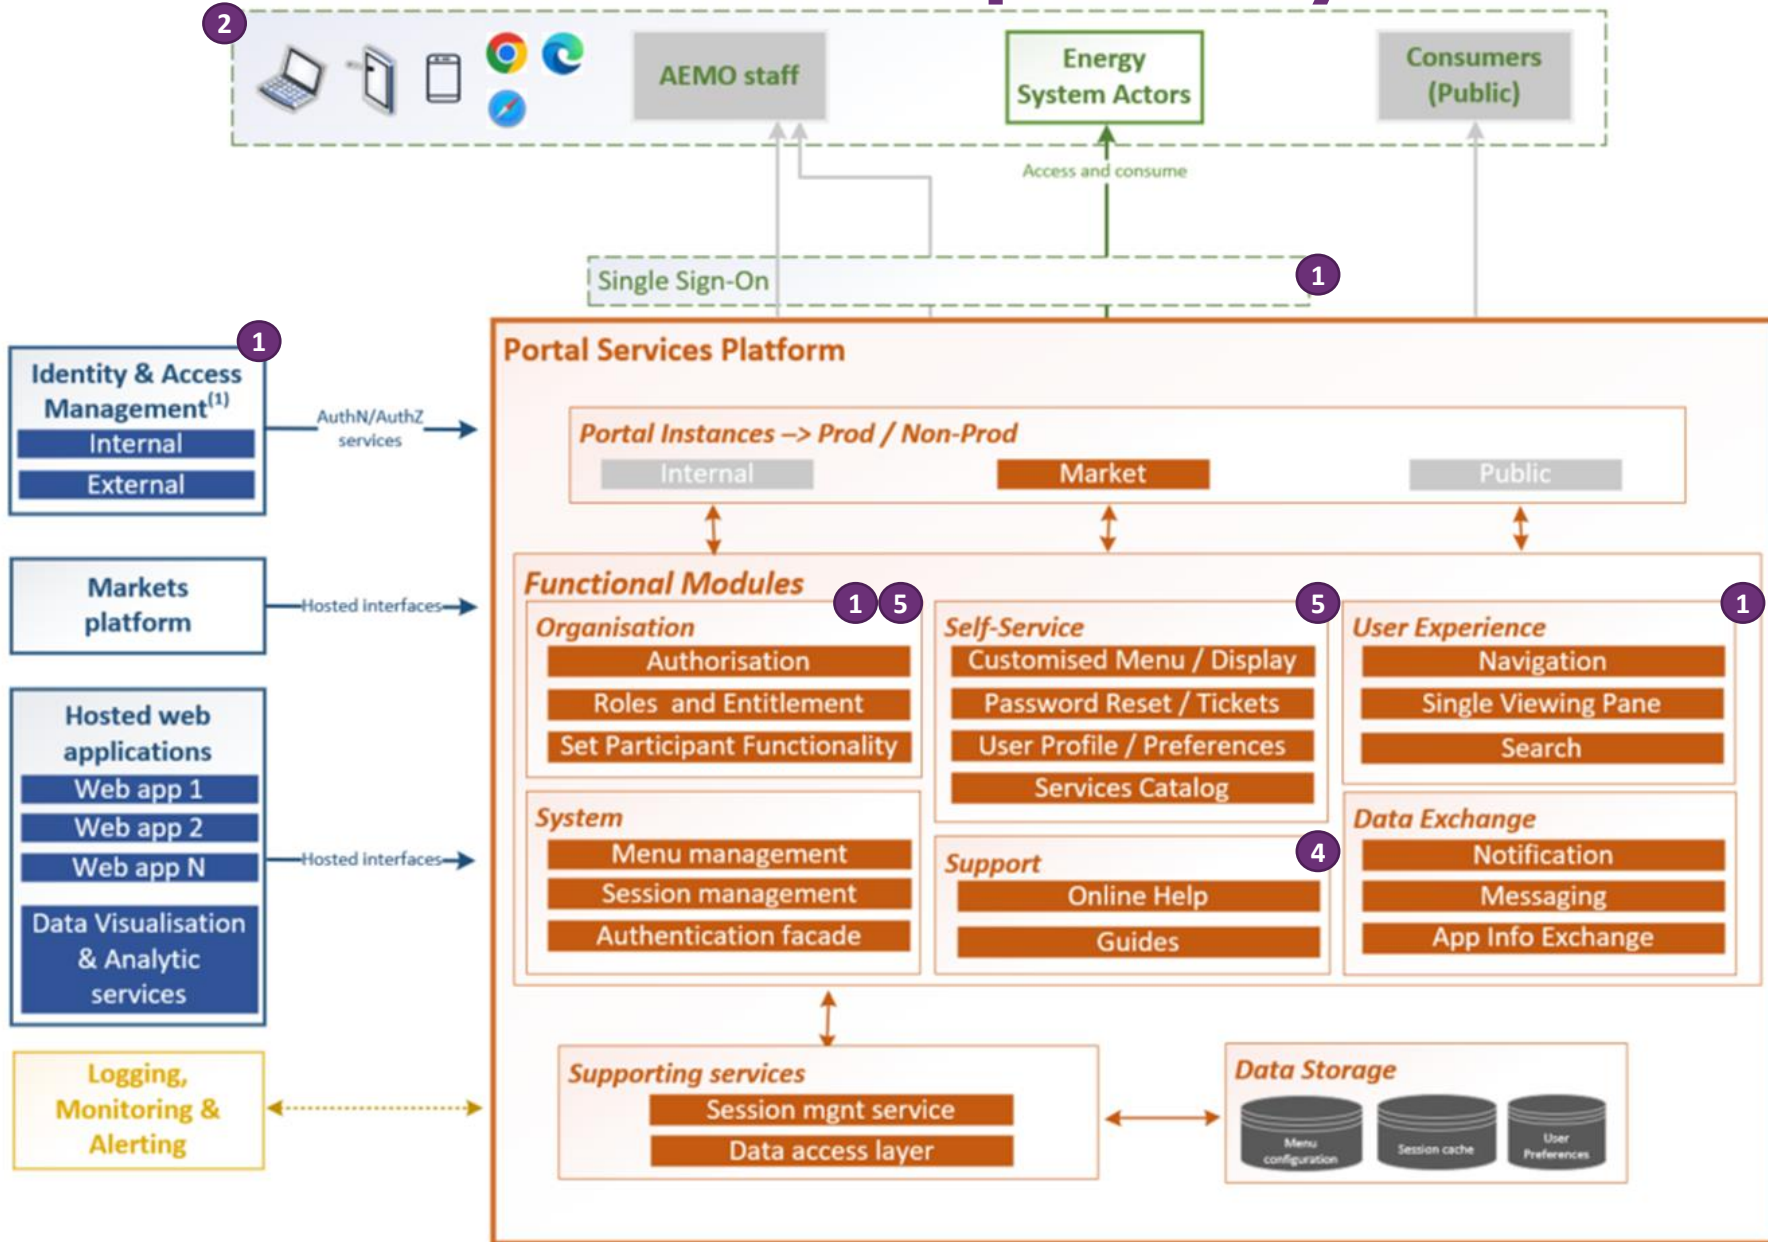 2
AEMO staff
Energy
System Actors
Consumers
(Public)
Access and consume
Single Sign-On
1
1
Identity & Access
Management(1)
Internal
External
AuthN/AuthZ
services
Markets
platform
Hosted interfaces
Hosted web
applications
Web app 1
Web app 2
Web app N
Data Visualisation
& Analytic
services
Hosted interfaces
Logging,
Monitoring &
Alerting
Portal Services Platform
Portal Instances –> Prod / Non-Prod
Internal
Market
Public
Functional Modules
1
5
Organisation
Authorisation
Roles and Entitlement
Set Participant Functionality
5
Self-Service
Customised Menu / Display
Password Reset / Tickets
User Profile / Preferences
Services Catalog
1
User Experience
Navigation
Single Viewing Pane
Search
System
Menu management
Session management
Authentication facade
4
Support
Online Help
Guides
Data Exchange
Notification
Messaging
App Info Exchange
Supporting services
Session mgnt service
Data access layer
Data Storage
Menu
configuration
Session cache
User
Preferences